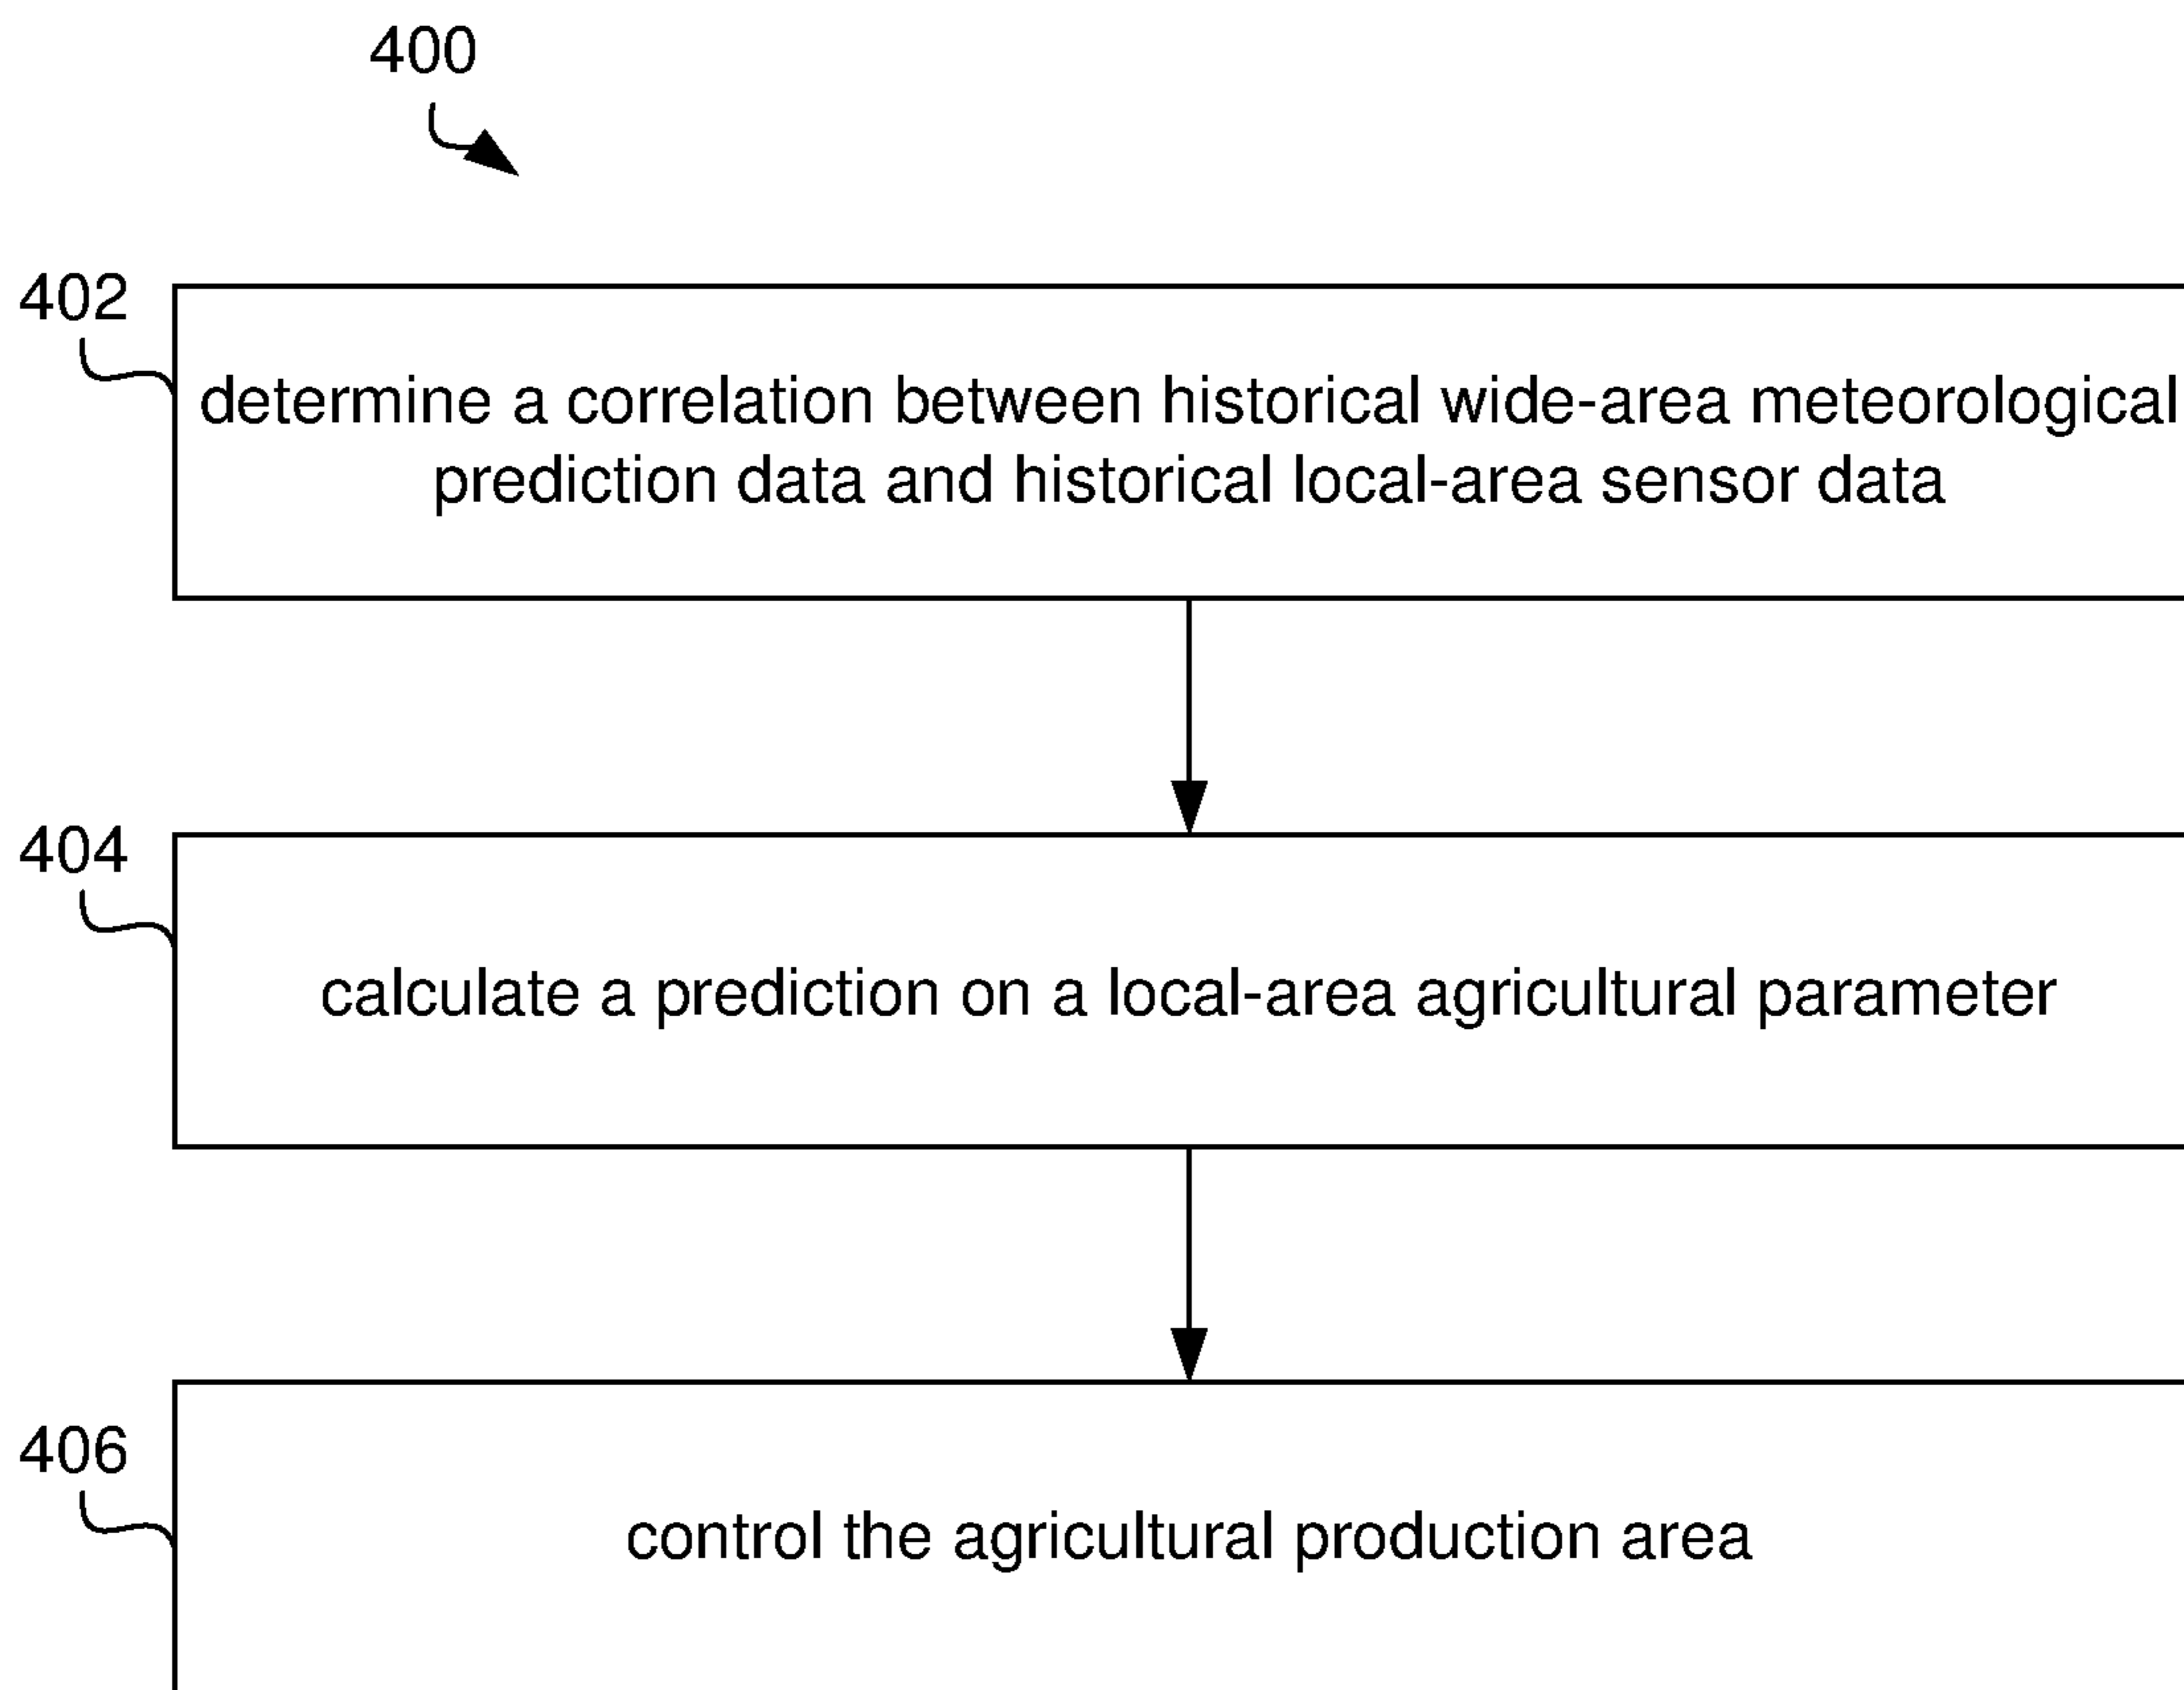 400
402
determine a correlation between historical wide-area meteorological
prediction data and historical local-area sensor data
404
calculate a prediction on a local-area agricultural parameter
406
control the agricultural production area